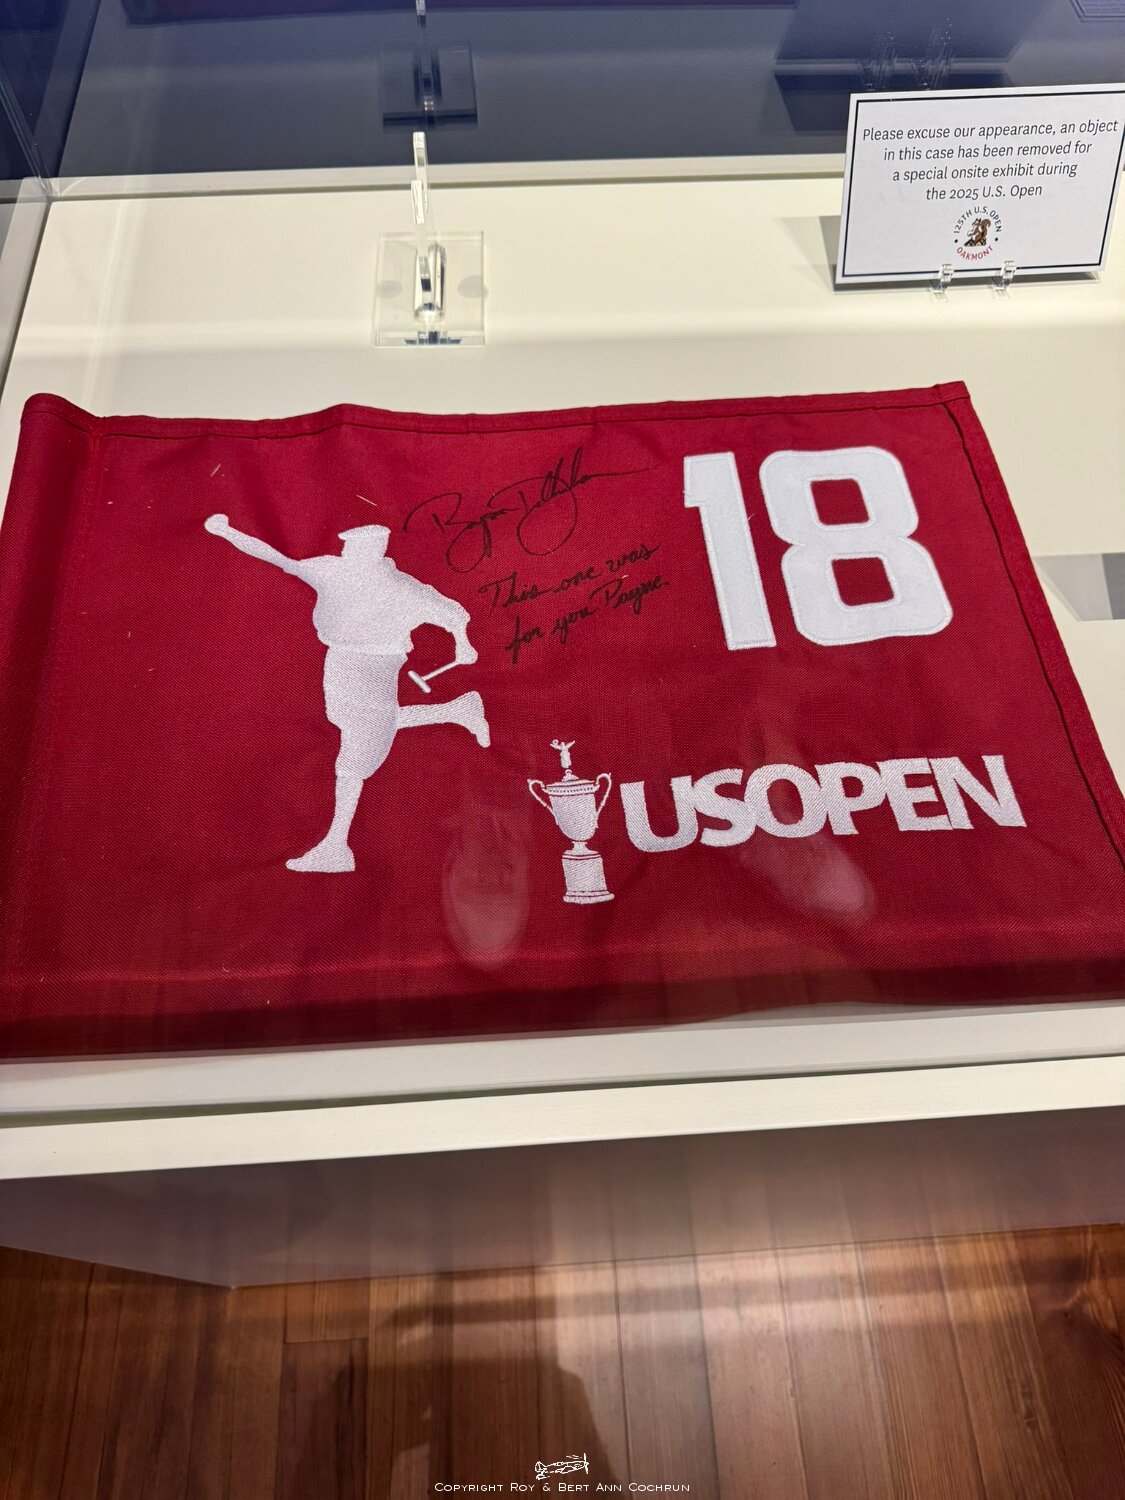 Please excuse our appearance, an object
in this case has been removed for
a special onsite exhibit during
the 2025 U.S. Open
125TH U.S. OPEN
OAKMONT
18
This one was
for you Payne.
USOPEN
Copyright Roy & Bert Ann Cochrun